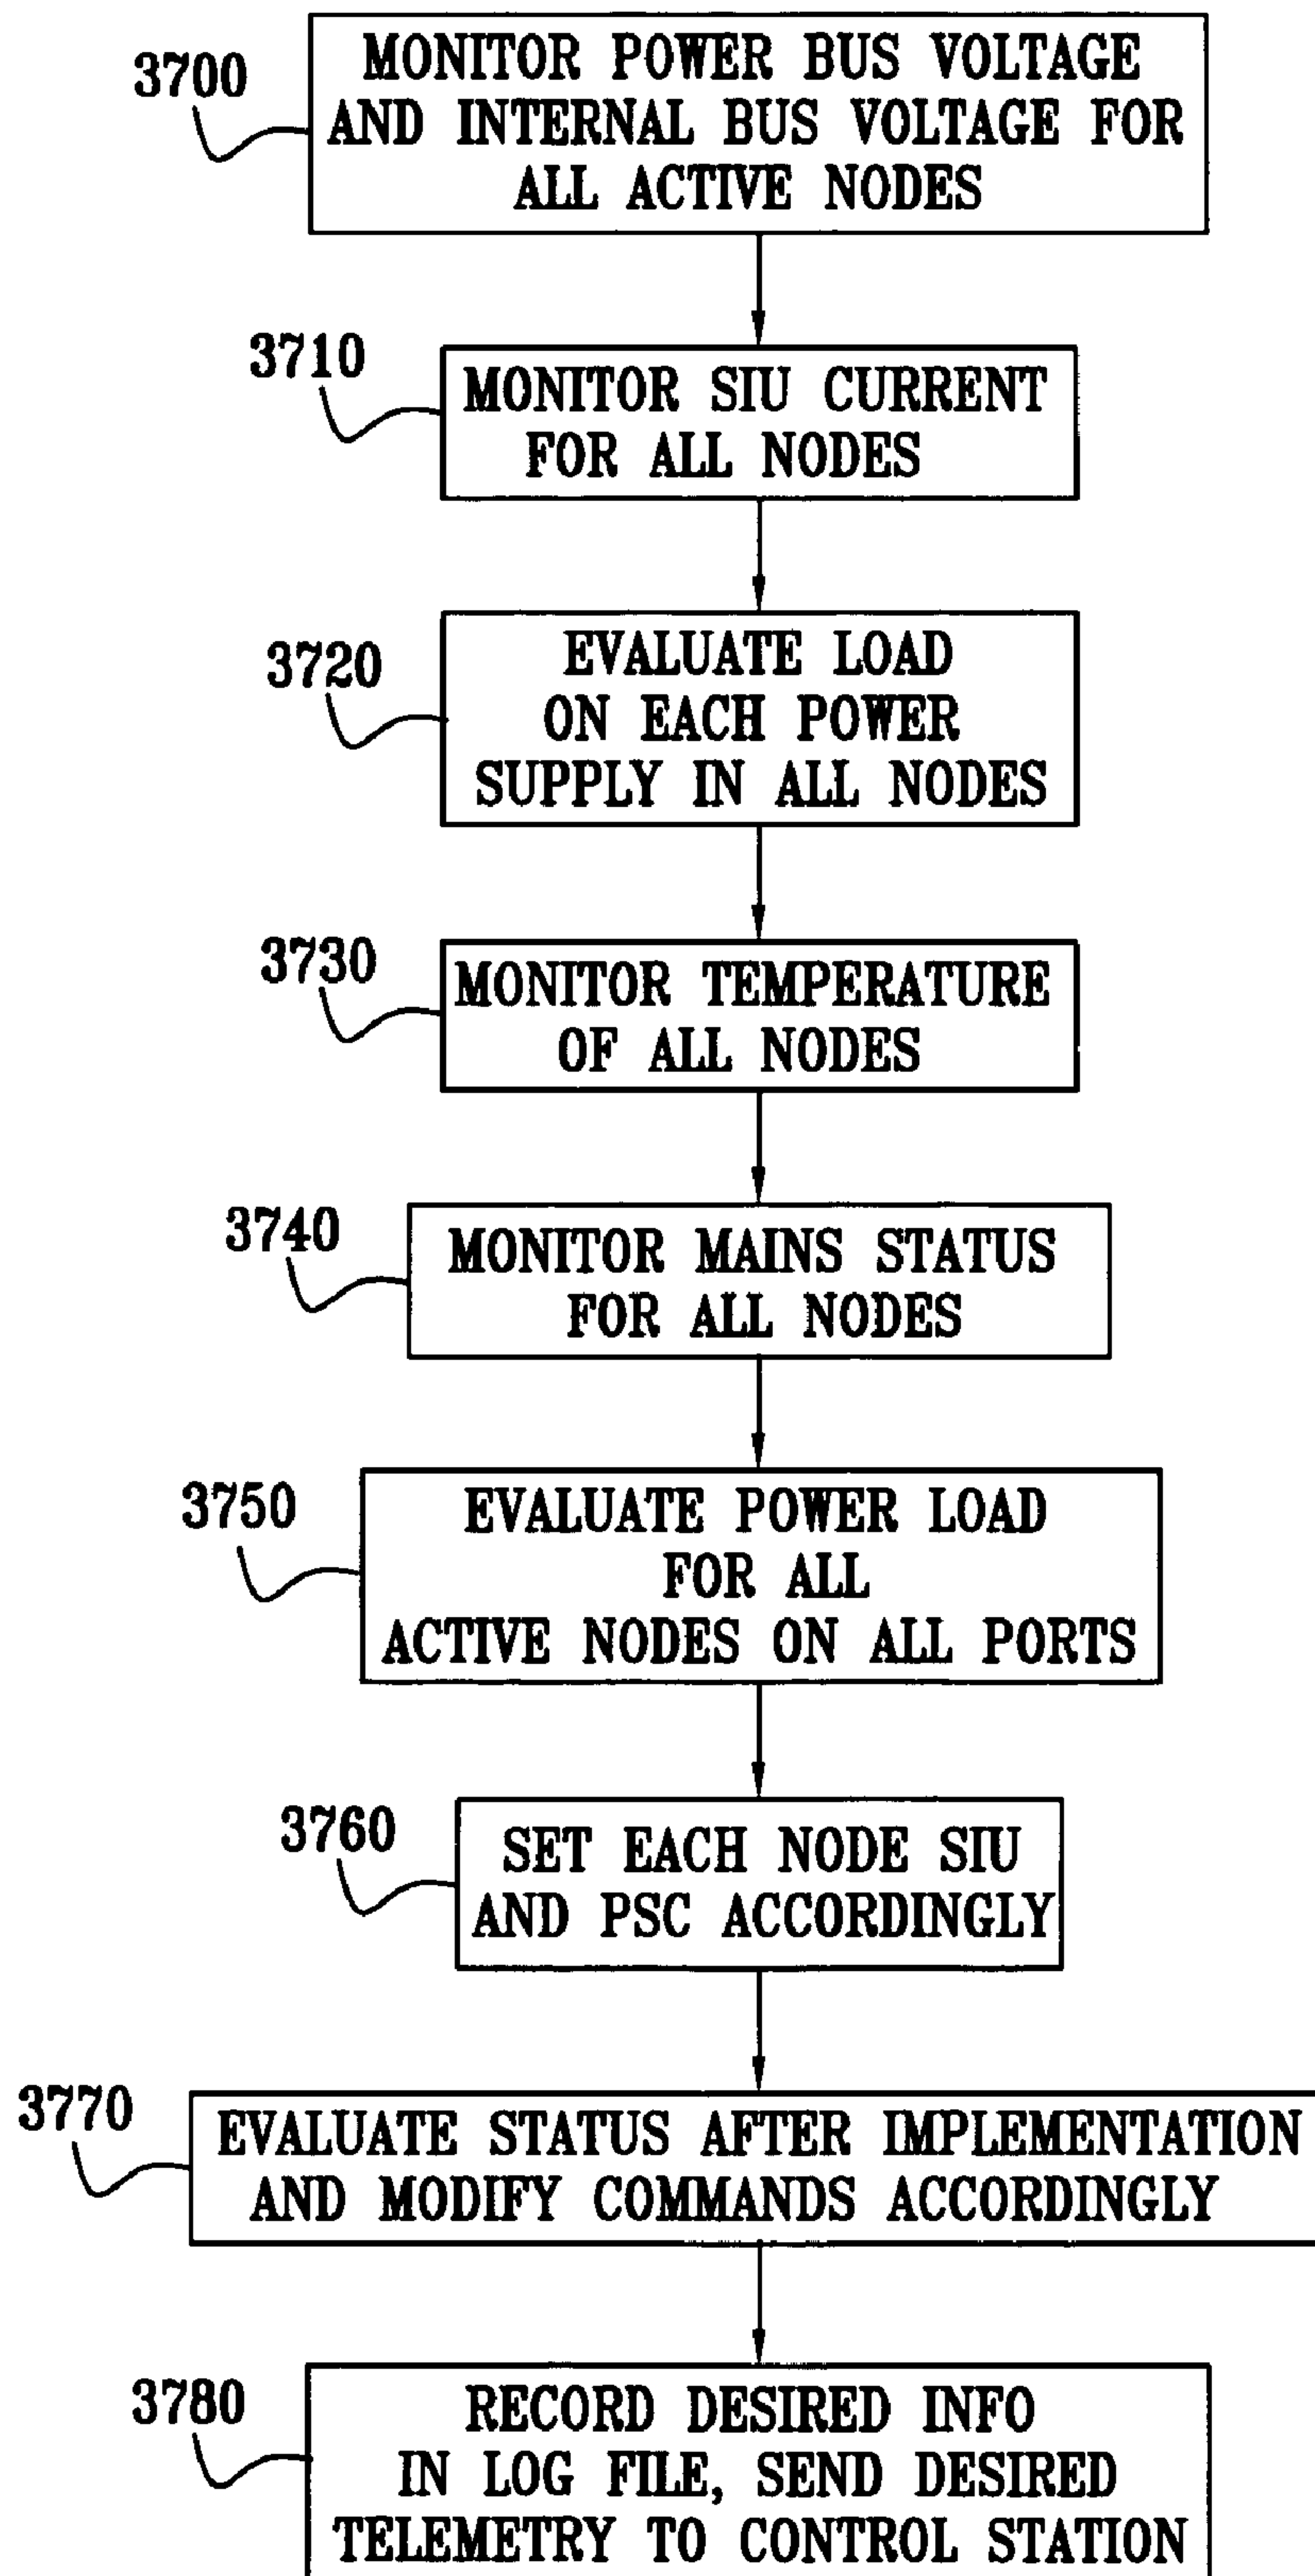 3700
MONITOR POWER BUS VOLTAGE
AND INTERNAL BUS VOLTAGE FOR
ALL ACTIVE NODES
3710
MONITOR SIU CURRENT
FOR ALL NODES
3720
EVALUATE LOAD
ON EACH POWER
SUPPLY IN ALL NODES
3730
MONITOR TEMPERATURE
OF ALL NODES
3740
MONITOR MAINS STATUS
FOR ALL NODES
3750
EVALUATE POWER LOAD
FOR ALL
ACTIVE NODES ON ALL PORTS
3760
SET EACH NODE SIU
AND PSC ACCORDINGLY
3770
EVALUATE STATUS AFTER IMPLEMENTATION
AND MODIFY COMMANDS ACCORDINGLY
3780
RECORD DESIRED INFO
IN LOG FILE, SEND DESIRED
TELEMETRY TO CONTROL STATION